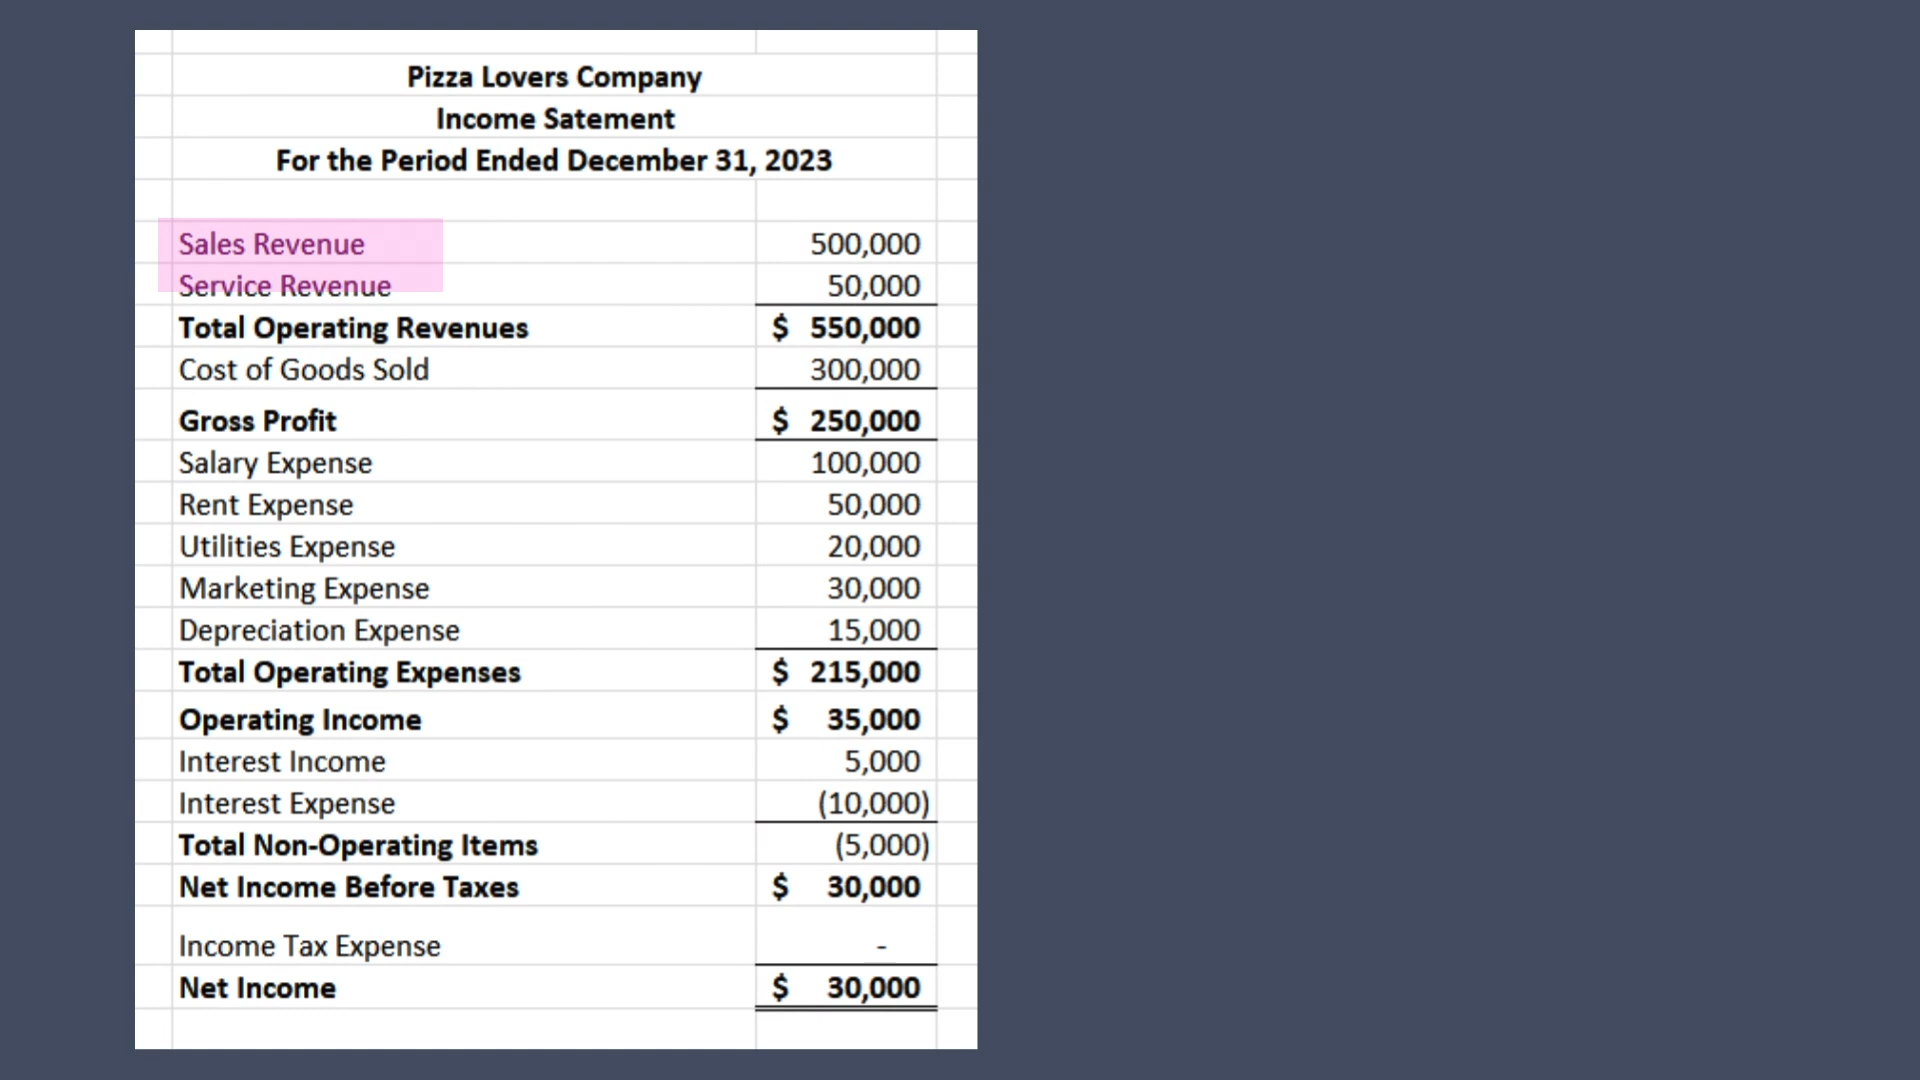 Pizza Lovers Company
Income Satement
For the Period Ended December 31, 2023
Sales Revenue 500,000
Service Revenue 50,000
Total Operating Revenues $ 550,000
Cost of Goods Sold 300,000
Gross Profit $ 250,000
Salary Expense 100,000
Rent Expense 50,000
Utilities Expense 20,000
Marketing Expense 30,000
Depreciation Expense 15,000
Total Operating Expenses $ 215,000
Operating Income $ 35,000
Interest Income 5,000
Interest Expense (10,000)
Total Non-Operating Items (5,000)
Net Income Before Taxes $ 30,000
Income Tax Expense -
Net Income $ 30,000